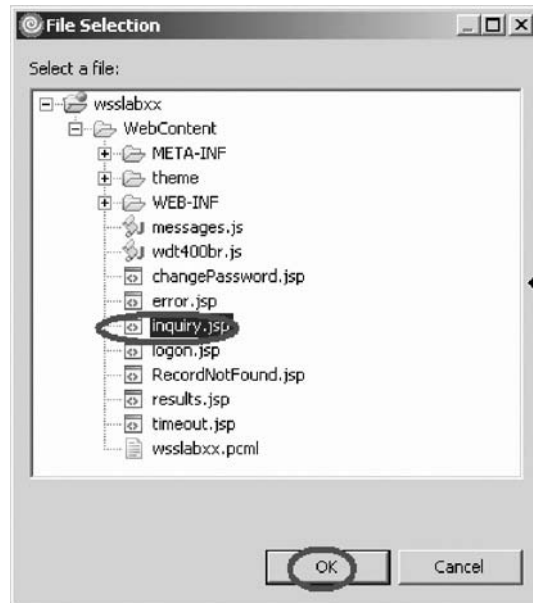 File Selection
Select a file:
wsslabxx
WebContent
META-INF
theme
WEB-INF
messages.js
wdt400br.js
changePassword.jsp
error.jsp
inquiry.jsp
logon.jsp
RecordNotFound.jsp
results.jsp
timeout.jsp
wsslabxx.pcml
OK Cancel